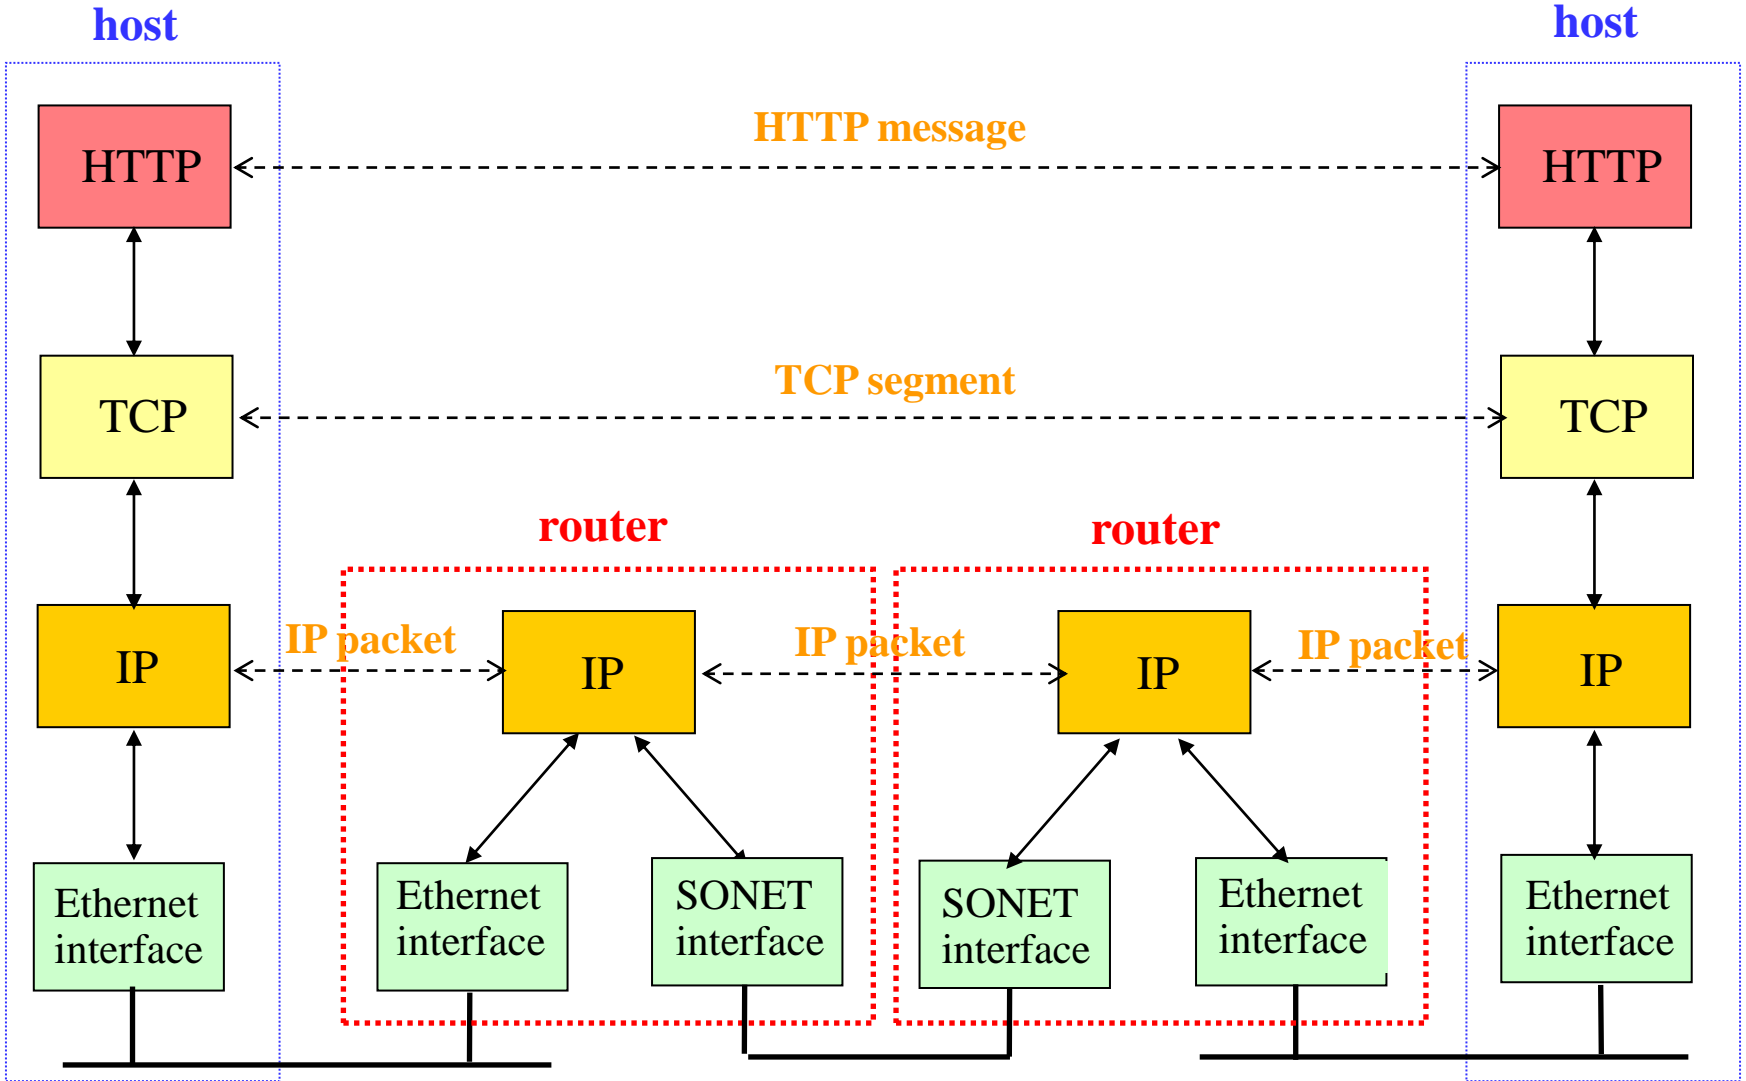 host
host
HTTP
HTTP message
HTTP
TCP
TCP segment
TCP
router
router
IP
IP packet
IP
IP packet
IP
IP packet
IP
Ethernet
interface
Ethernet
interface
SONET
interface
SONET
interface
Ethernet
interface
Ethernet
interface